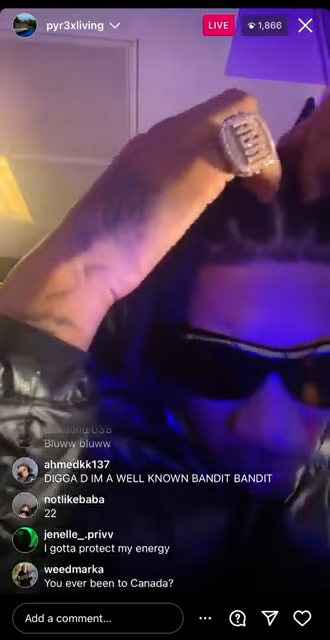 pyr3xliving
LIVE
1,866
Bluww bluww
ahmedkk137
DIGGA D IM A WELL KNOWN BANDIT BANDIT
notlikebaba
22
jenelle_.privv
I gotta protect my energy
weedmarka
You ever been to Canada?
Add a comment...